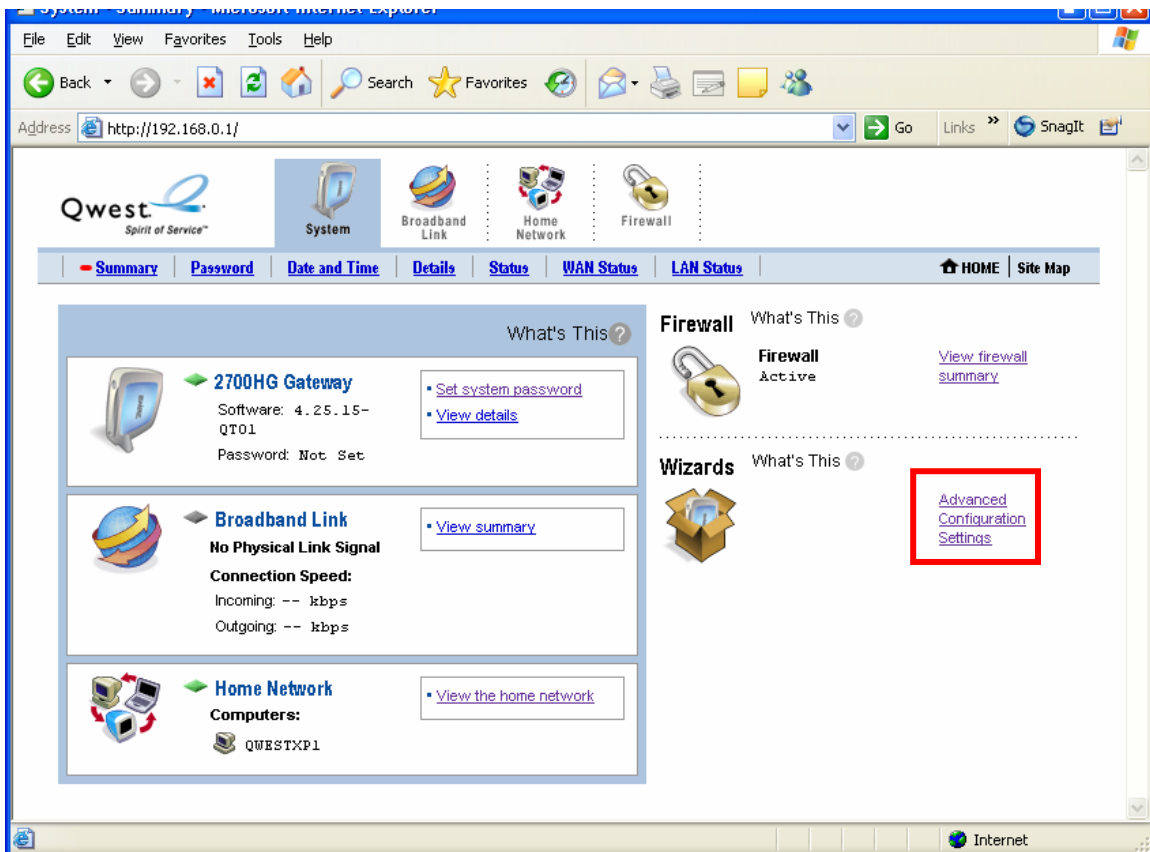 System - Summary - Microsoft Internet Explorer
File Edit View Favorites Tools Help
Back Search Favorites
Address http://192.168.0.1/ Go Links » SnagIt
Qwest.
Spirit of Service™
System
Broadband Link
Home Network
Firewall
Summary Password Date and Time Details Status WAN Status LAN Status HOME Site Map
What's This ?
2700HG Gateway
Software: 4.25.15-
QT01
Password: Not Set
Set system password
View details
Broadband Link
No Physical Link Signal
Connection Speed:
Incoming: -- kbps
Outgoing: -- kbps
View summary
Home Network
Computers:
QWESTXP1
View the home network
Firewall What's This ?
Firewall
Active
View firewall
summary
Wizards What's This ?
Advanced
Configuration
Settings
Internet